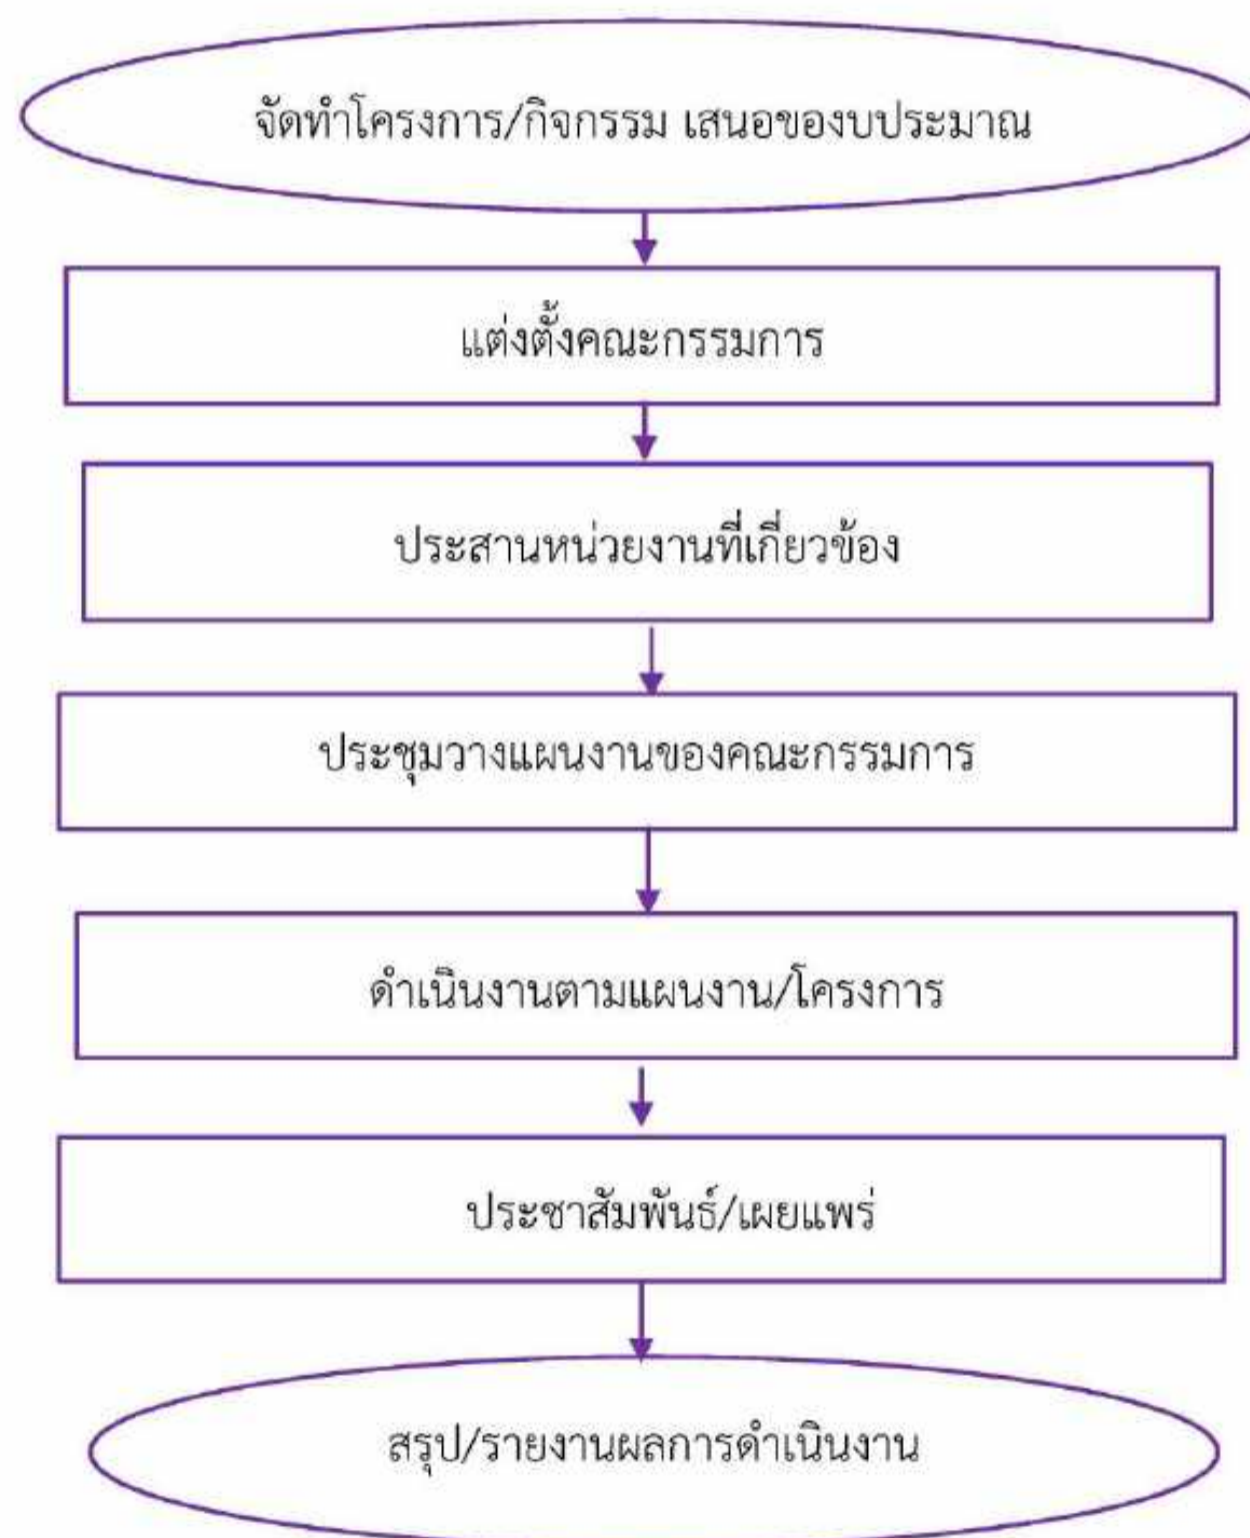 จัดทำโครงการ/กิจกรรม เสนอของบประมาณ
แต่งตั้งคณะกรรมการ
ประสานหน่วยงานที่เกี่ยวข้อง
ประชุมวางแผนงานของคณะกรรมการ
ดำเนินงานตามแผนงาน/โครงการ
ประชาสัมพันธ์/เผยแพร่
สรุป/รายงานผลการดำเนินงาน